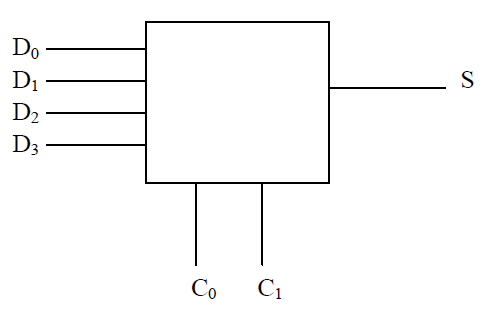 D₀
D₁
D₂
D₃
S
C₀ C₁